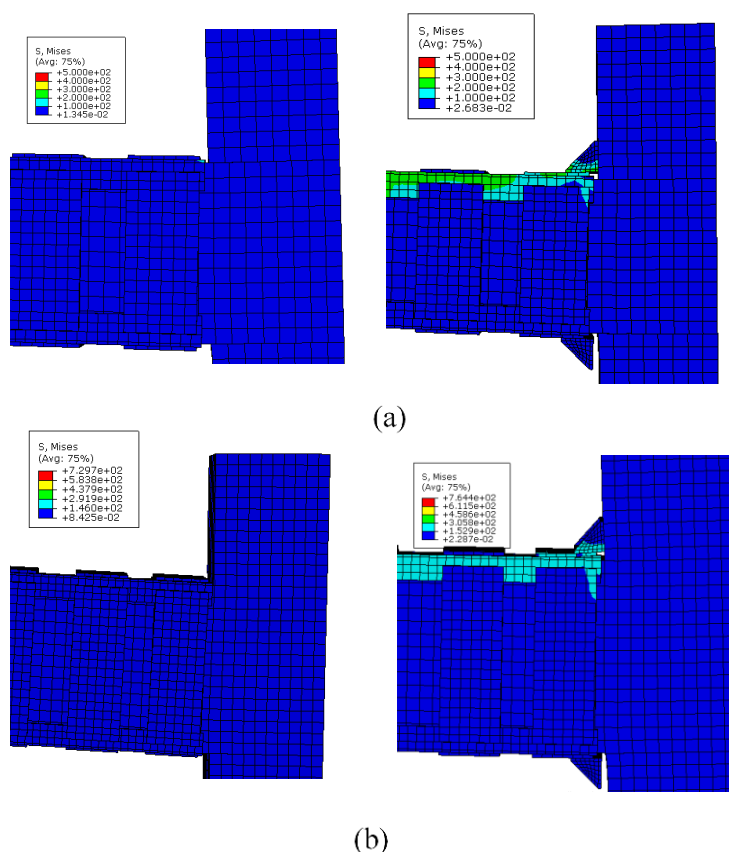 S, Mises
(Avg: 75%)
+5.000e+02
+4.000e+02
+3.000e+02
+2.000e+02
+1.000e+02
+1.345e-02
S, Mises
(Avg: 75%)
+5.000e+02
+4.000e+02
+3.000e+02
+2.000e+02
+1.000e+02
+2.683e-02
(a)
S, Mises
(Avg: 75%)
+7.297e+02
+5.838e+02
+4.379e+02
+2.919e+02
+1.460e+02
+8.425e-02
S, Mises
(Avg: 75%)
+7.644e+02
+6.115e+02
+4.586e+02
+3.058e+02
+1.529e+02
+2.287e-02
(b)